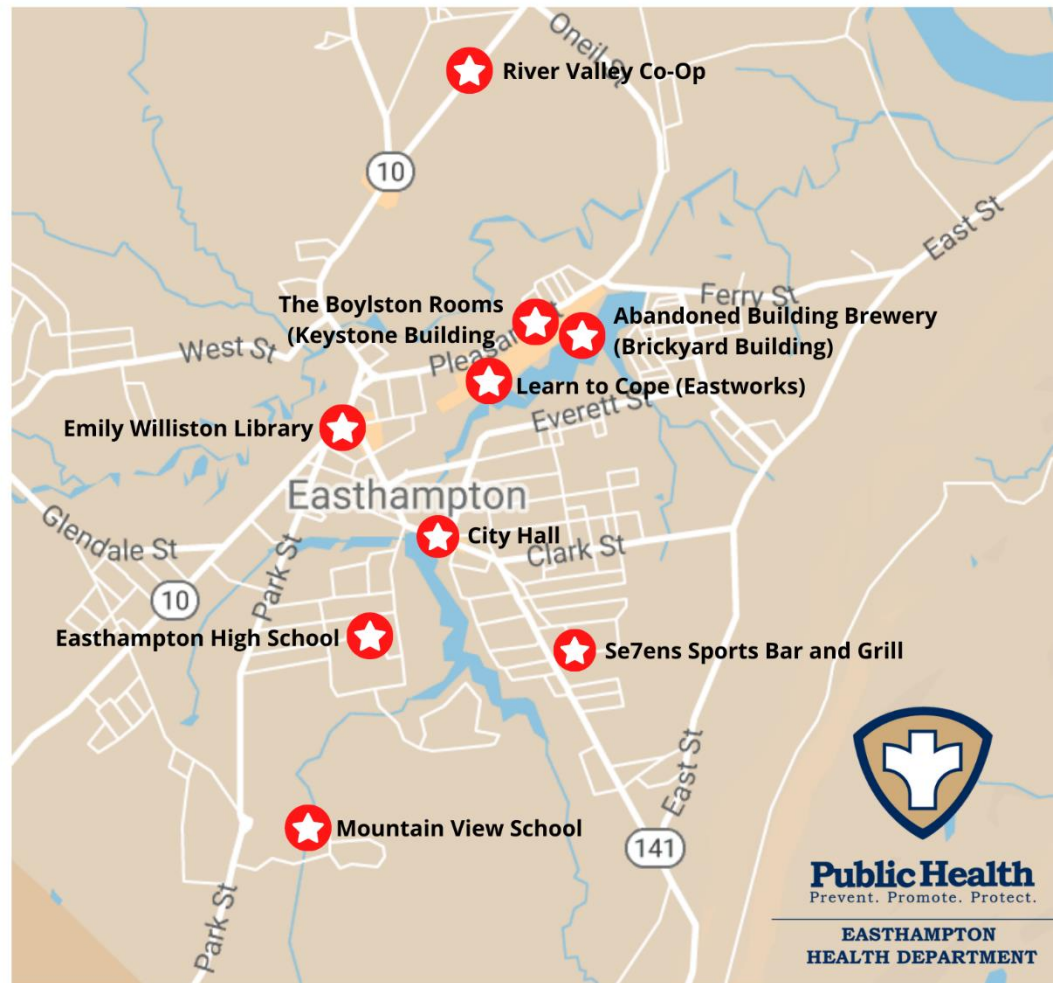 Oneil St
River Valley Co-Op
10
East St
The Boylston Rooms
(Keystone Building
Ferry St
Abandoned Building Brewery
(Brickyard Building)
West St
Pleasant St
Learn to Cope (Eastworks)
Everett St
Emily Williston Library
Easthampton
City Hall
Clark St
Glendale St
Park St
10
Easthampton High School
Se7ens Sports Bar and Grill
East St
Mountain View School
141
Park St
Public Health
Prevent. Promote. Protect.
EASTHAMPTON
HEALTH DEPARTMENT